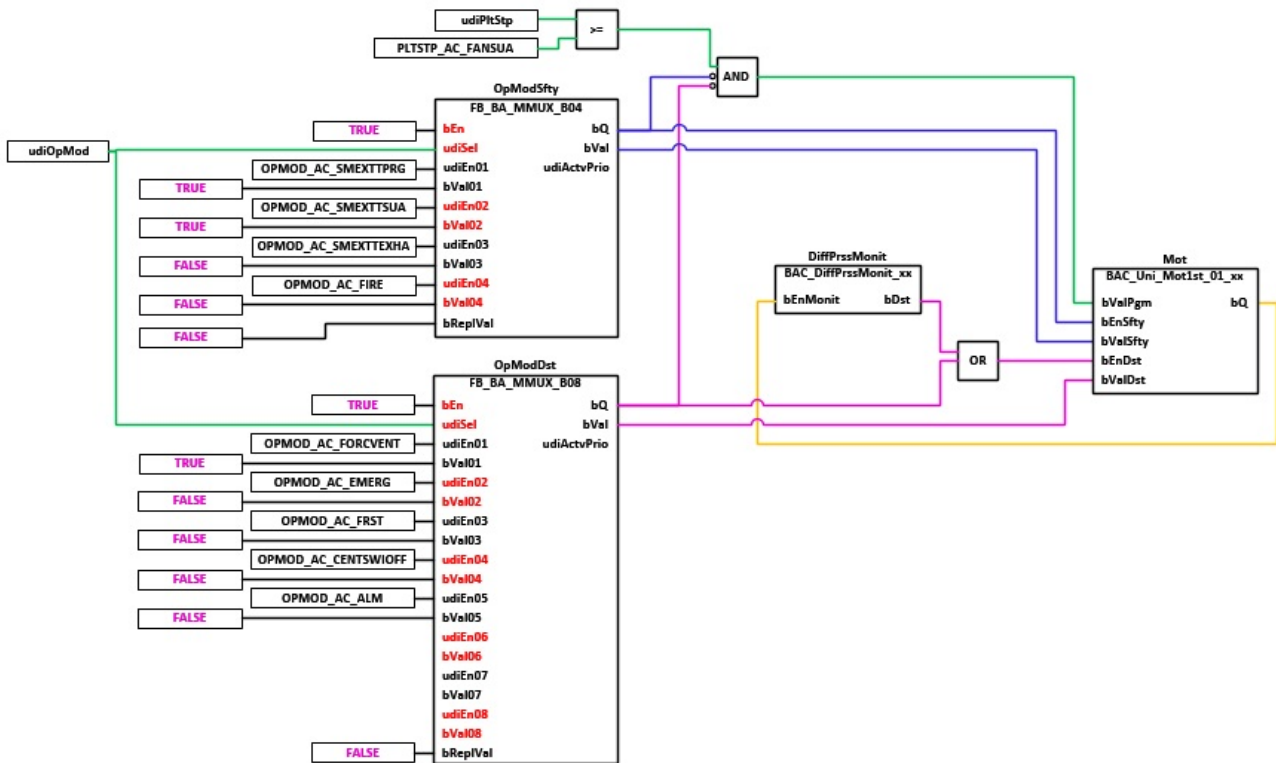 udiPltStp
PLTSTP_AC_FANSUA
>=
AND
OpModSfty
FB_BA_MMUX_B04
TRUE
bEn
bQ
udiOpMod
udiSel
bVal
OPMOD_AC_SMEXTTPRG
udiEn01
udiActvPrio
TRUE
bVal01
OPMOD_AC_SMEXTTSUA
udiEn02
TRUE
bVal02
OPMOD_AC_SMEXTTEXHA
udiEn03
FALSE
bVal03
OPMOD_AC_FIRE
udiEn04
FALSE
bVal04
FALSE
bReplVal
DiffPrssMonit
BAC_DiffPrssMonit_xx
bEnMonit
bDst
OR
Mot
BAC_Uni_Mot1st_01_xx
bValPgm
bQ
bEnSfty
bValSfty
bEnDst
bValDst
OpModDst
FB_BA_MMUX_B08
TRUE
bEn
bQ
udiSel
bVal
OPMOD_AC_FORCVENT
udiEn01
udiActvPrio
TRUE
bVal01
OPMOD_AC_EMERG
udiEn02
FALSE
bVal02
OPMOD_AC_FRST
udiEn03
FALSE
bVal03
OPMOD_AC_CENTSWIOFF
udiEn04
FALSE
bVal04
OPMOD_AC_ALM
udiEn05
FALSE
bVal05
udiEn06
bVal06
udiEn07
bVal07
udiEn08
bVal08
FALSE
bReplVal